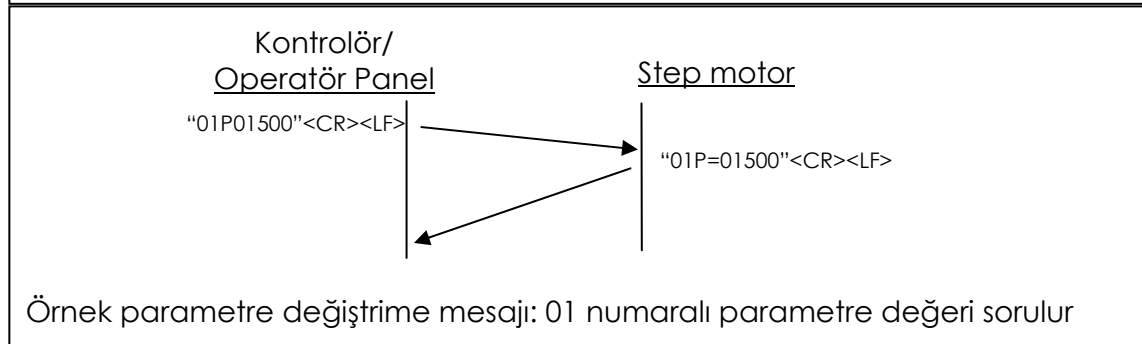 Kontrolör/
Operatör Panel
Step motor
“01P01500”<CR><LF>
“01P=01500”<CR><LF>
Örnek parametre değiştrime mesajı: 01 numaralı parametre değeri sorulur